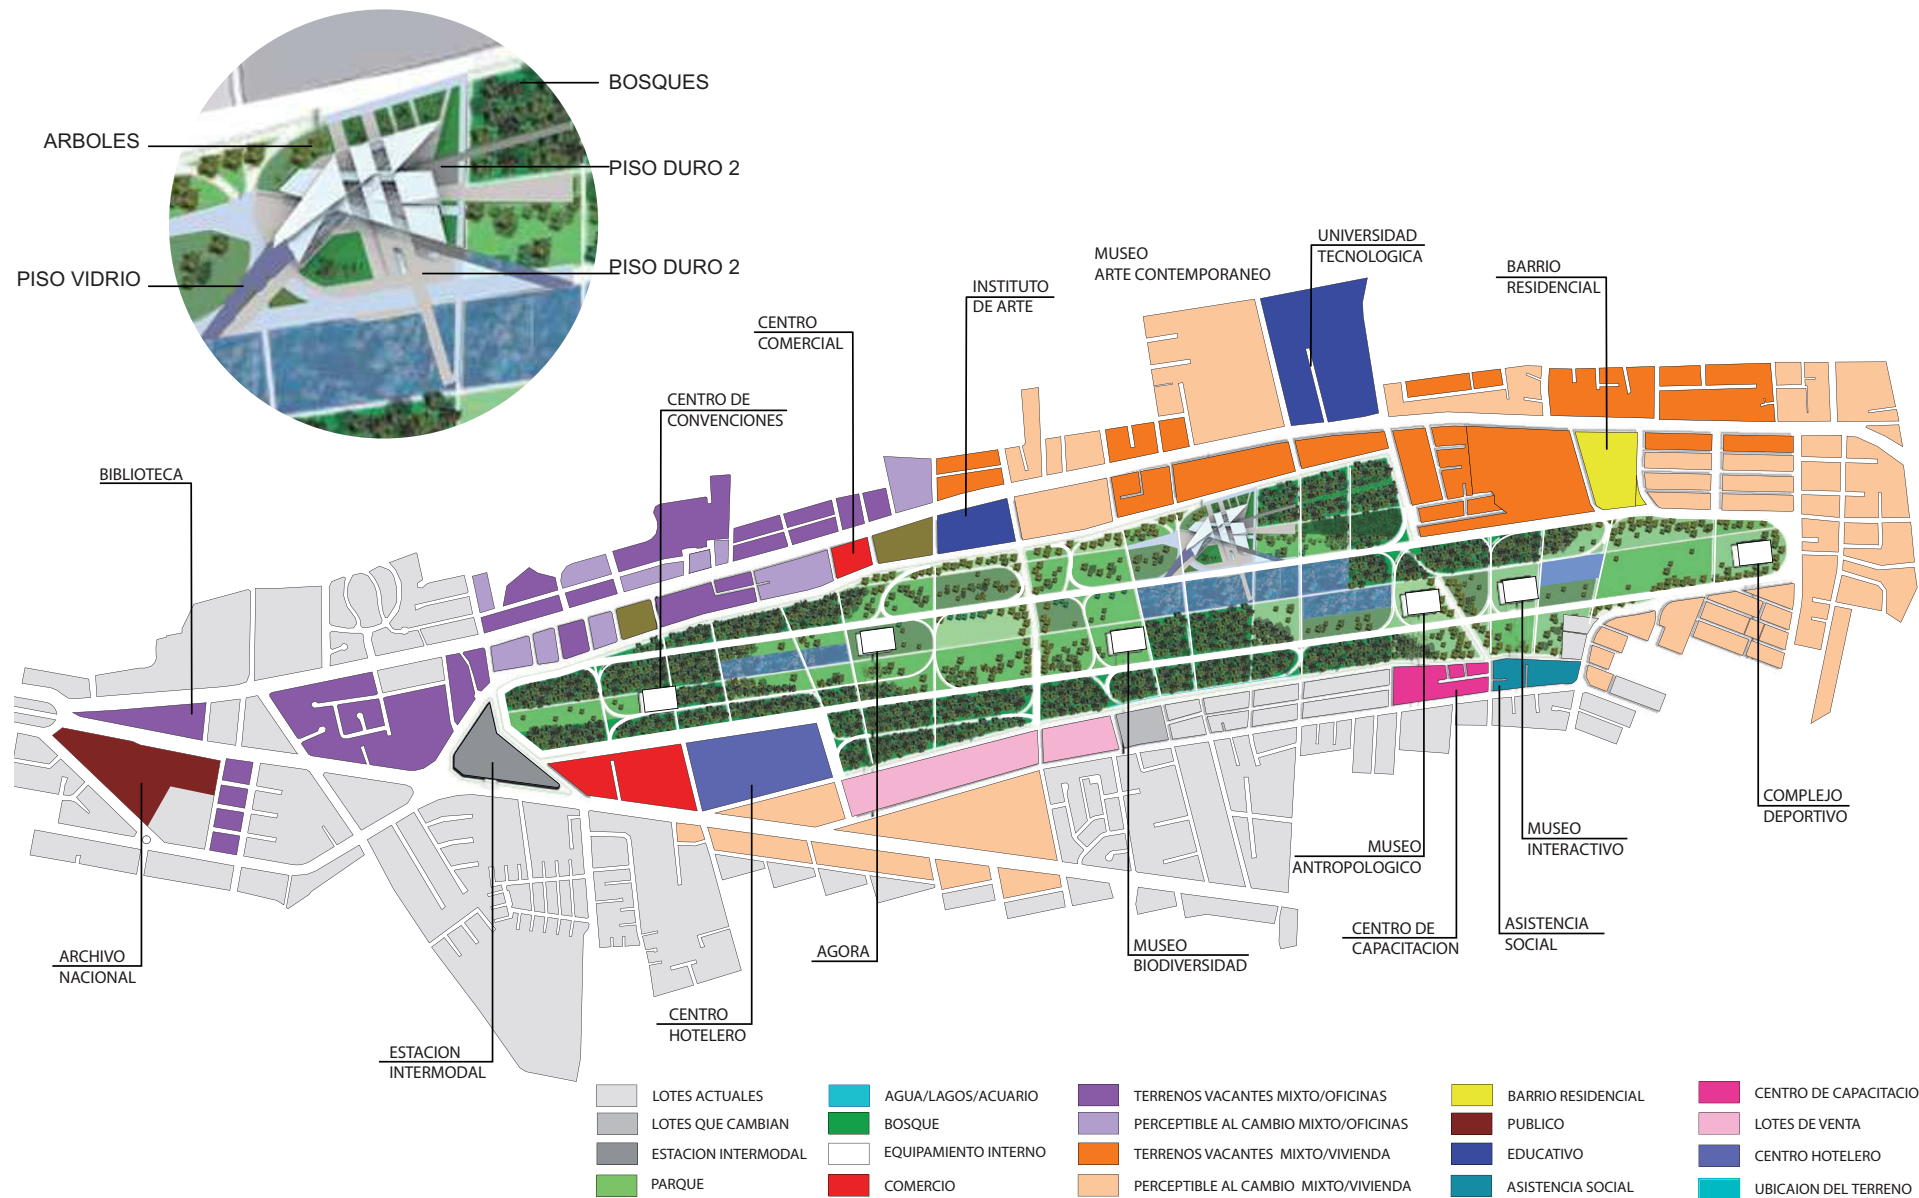 BOSQUES
ARBOLES
PISO DURO 2
PISO VIDRIO
PISO DURO 2
UNIVERSIDAD
TECNOLOGICA
MUSEO
ARTE CONTEMPORANEO
BARRIO
RESIDENCIAL
INSTITUTO
DE ARTE
CENTRO
COMERCIAL
CENTRO DE
CONVENCIONES
BIBLIOTECA
COMPLEJO
DEPORTIVO
MUSEO
INTERACTIVO
MUSEO
ANTROPOLOGICO
ASISTENCIA
SOCIAL
CENTRO DE
CAPACITACION
MUSEO
BIODIVERSIDAD
AGORA
ARCHIVO
NACIONAL
CENTRO
HOTELERO
ESTACION
INTERMODAL
LOTES ACTUALES
LOTES QUE CAMBIAN
ESTACION INTERMODAL
PARQUE
AGUA/LAGOS/ACUARIO
BOSQUE
EQUIPAMIENTO INTERNO
COMERCIO
TERRENOS VACANTES MIXTO/OFICINAS
PERCEPTIBLE AL CAMBIO MIXTO/OFICINAS
TERRENOS VACANTES MIXTO/VIVIENDA
PERCEPTIBLE AL CAMBIO MIXTO/VIVIENDA
BARRIO RESIDENCIAL
PUBLICO
EDUCATIVO
ASISTENCIA SOCIAL
CENTRO DE CAPACITACIO
LOTES DE VENTA
CENTRO HOTELERO
UBICAION DEL TERRENO